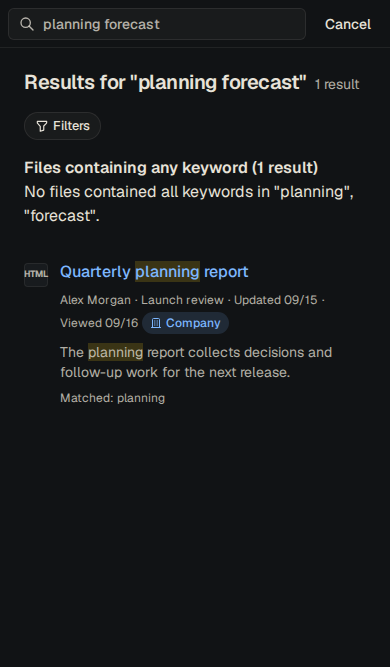 planning forecast Cancel
Results for "planning forecast" 1 result
Filters
Files containing any keyword (1 result)
No files contained all keywords in "planning",
"forecast".
HTML Quarterly planning report
Alex Morgan · Launch review · Updated 09/15 ·
Viewed 09/16 Company
The planning report collects decisions and
follow-up work for the next release.
Matched: planning